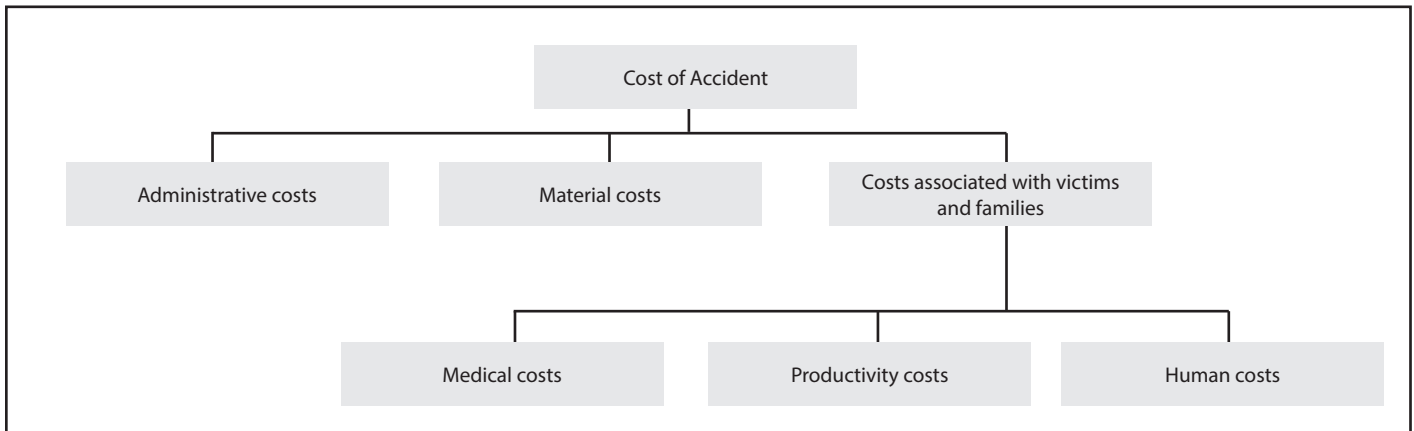 Cost of Accident
Administrative costs
Material costs
Costs associated with victims
and families
Medical costs
Productivity costs
Human costs